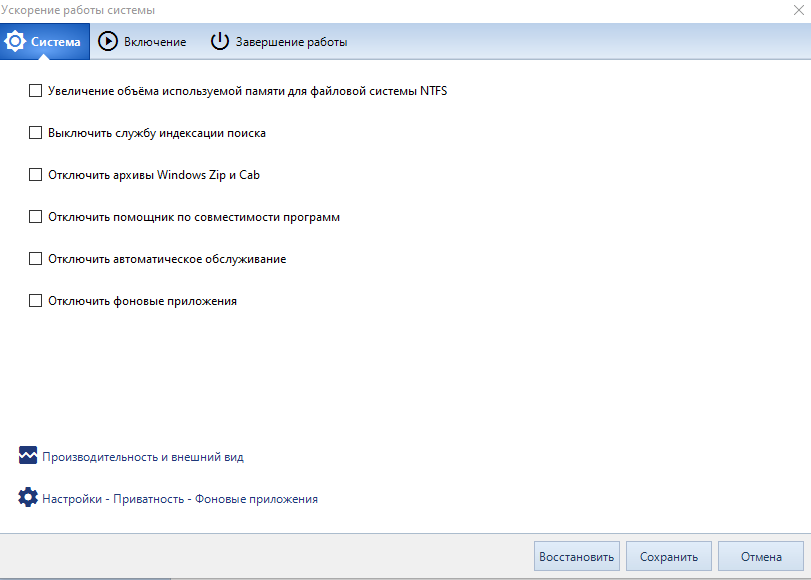 Ускорение работы системы
Система Включение Завершение работы
Увеличение объёма используемой памяти для файловой системы NTFS
Выключить службу индексации поиска
Отключить архивы Windows Zip и Cab
Отключить помощник по совместимости программ
Отключить автоматическое обслуживание
Отключить фоновые приложения
Производительность и внешний вид
Настройки - Приватность - Фоновые приложения
Восстановить Сохранить Отмена